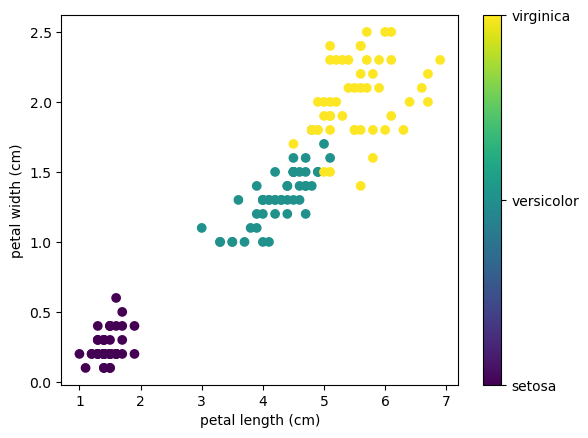 virginica
versicolor
setosa
2.5
2.0
1.5
1.0
0.5
0.0
petal width (cm)
1 2 3 4 5 6 7
petal length (cm)